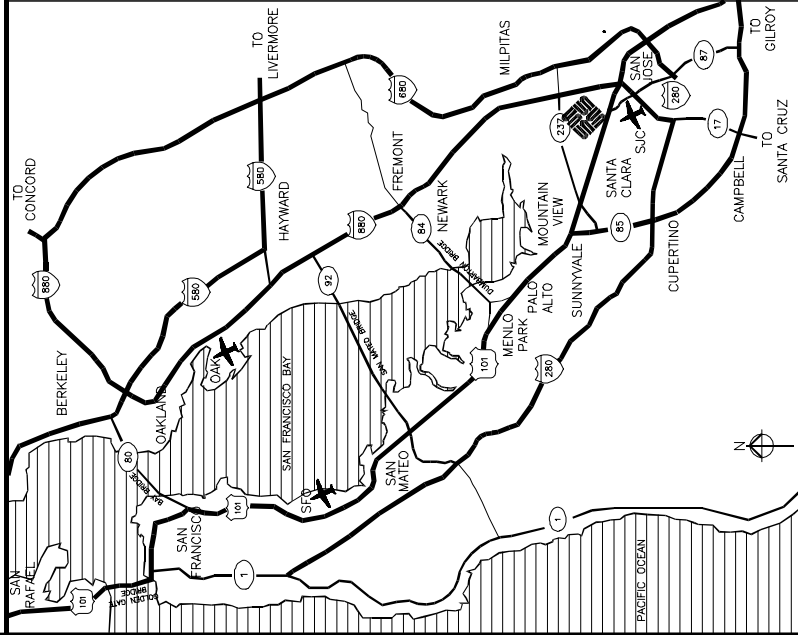 TO
LIVERMORE
MILPITAS
TO
GILROY
SAN
JOSE
87
680
280
237
17
TO
SANTA CRUZ
SJC
TO
CONCORD
580
HAYWARD
FREMONT
NEWARK
880
84
DUMBARTON BRIDGE
MOUNTAIN
VIEW
SANTA
CLARA
CAMPBELL
85
CUPERTINO
SUNNYVALE
PALO
ALTO
MENLO
PARK
880
580
92
SAN MATEO BRIDGE
101
280
BERKELEY
OAKLAND
OAK
SAN FRANCISCO BAY
80
BAY BRIDGE
SAN
MATEO
SFO
101
SAN
FRANCISCO
N
1
1
SAN
RAFAEL
101
GOLDEN GATE
BRIDGE
PACIFIC OCEAN